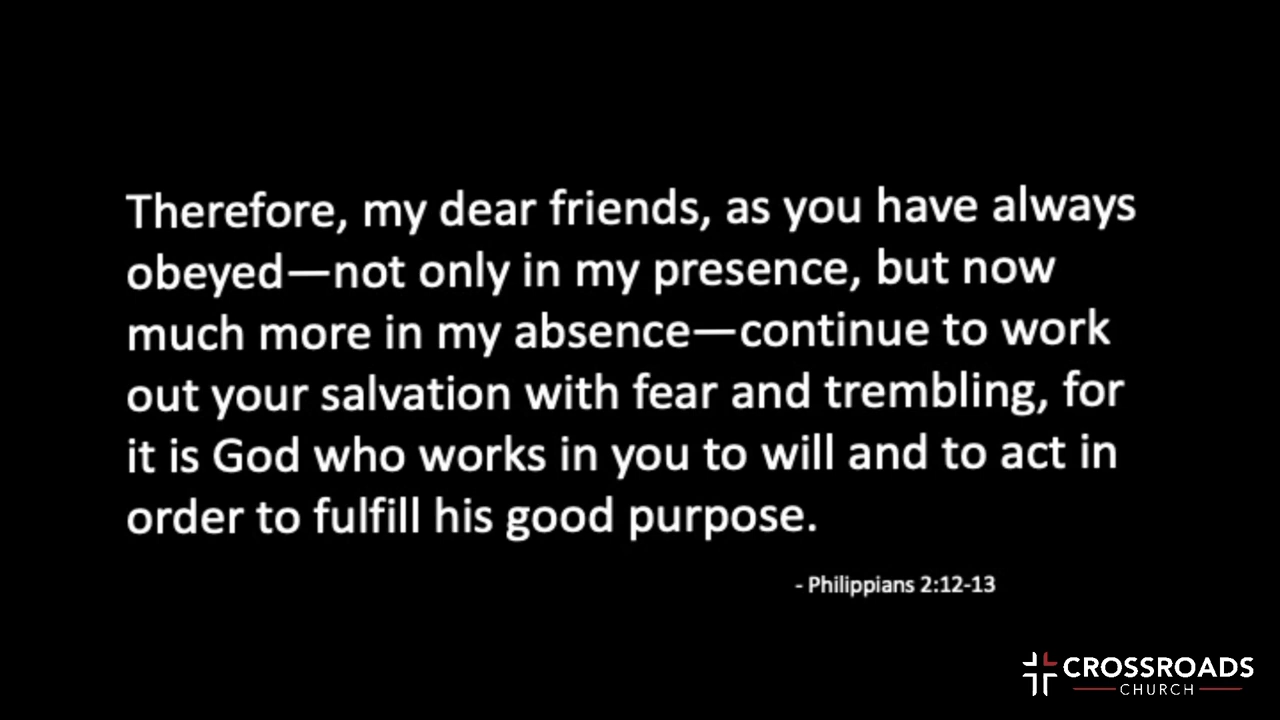 Therefore, my dear friends, as you have always
obeyed—not only in my presence, but now
much more in my absence—continue to work
out your salvation with fear and trembling, for
it is God who works in you to will and to act in
order to fulfill his good purpose.
- Philippians 2:12-13
CROSSROADS
CHURCH